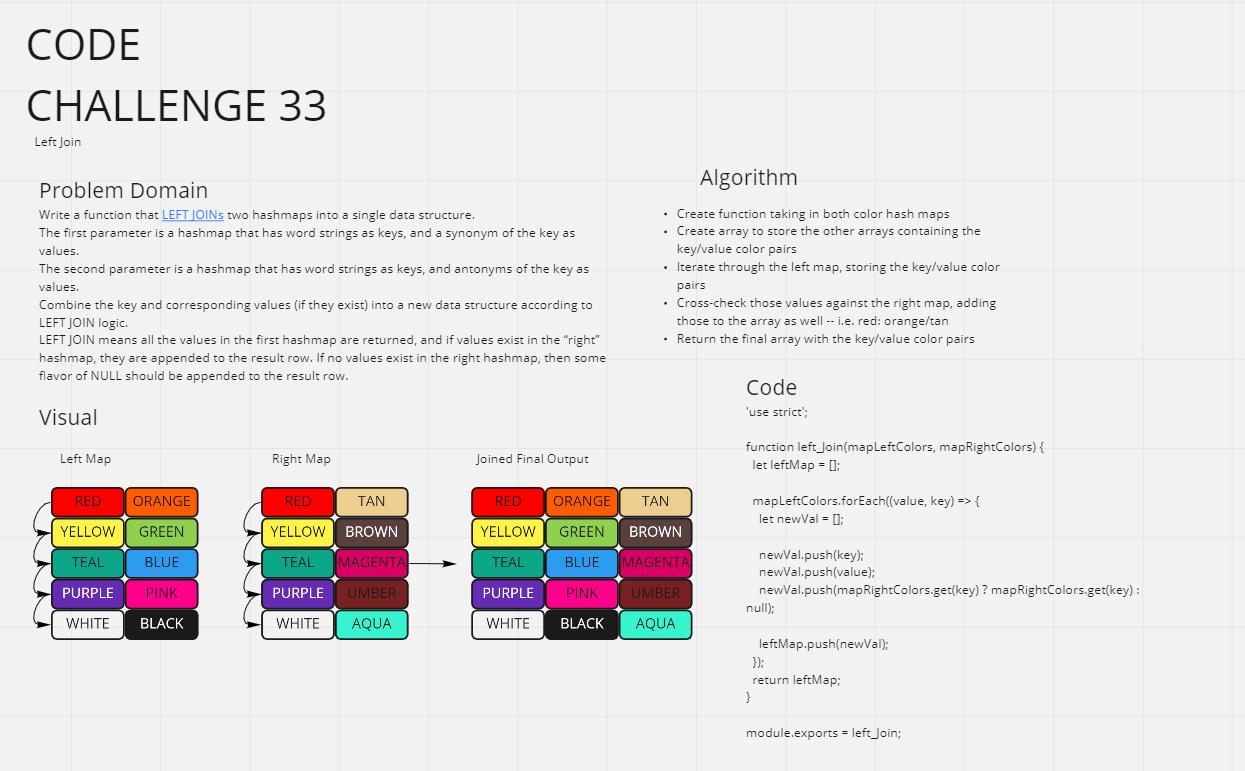 CODE
CHALLENGE 33
Left Join
Problem Domain
Write a function that LEFT JOINs two hashmaps into a single data structure.
The first parameter is a hashmap that has word strings as keys, and a synonym of the key as
values.
The second parameter is a hashmap that has word strings as keys, and antonyms of the key as
values.
Combine the key and corresponding values (if they exist) into a new data structure according to
LEFT JOIN logic.
LEFT JOIN means all the values in the first hashmap are returned, and if values exist in the “right”
hashmap, they are appended to the result row. If no values exist in the right hashmap, then some
flavor of NULL should be appended to the result row.
Visual
Left Map
RED ORANGE
YELLOW GREEN
TEAL BLUE
PURPLE PINK
WHITE BLACK
Right Map
RED TAN
YELLOW BROWN
TEAL MAGENTA
PURPLE UMBER
WHITE AQUA
Joined Final Output
RED ORANGE TAN
YELLOW GREEN BROWN
TEAL BLUE MAGENTA
PURPLE PINK UMBER
WHITE BLACK AQUA
Algorithm
• Create function taking in both color hash maps
• Create array to store the other arrays containing the
key/value color pairs
• Iterate through the left map, storing the key/value color
pairs
• Cross-check those values against the right map, adding
those to the array as well -- i.e. red: orange/tan
• Return the final array with the key/value color pairs
Code
'use strict';
function left_Join(mapLeftColors, mapRightColors) {
let leftMap = [];
mapLeftColors.forEach((value, key) => {
let newVal = [];
newVal.push(key);
newVal.push(value);
newVal.push(mapRightColors.get(key) ? mapRightColors.get(key) :
null);
leftMap.push(newVal);
});
return leftMap;
}
module.exports = left_Join;